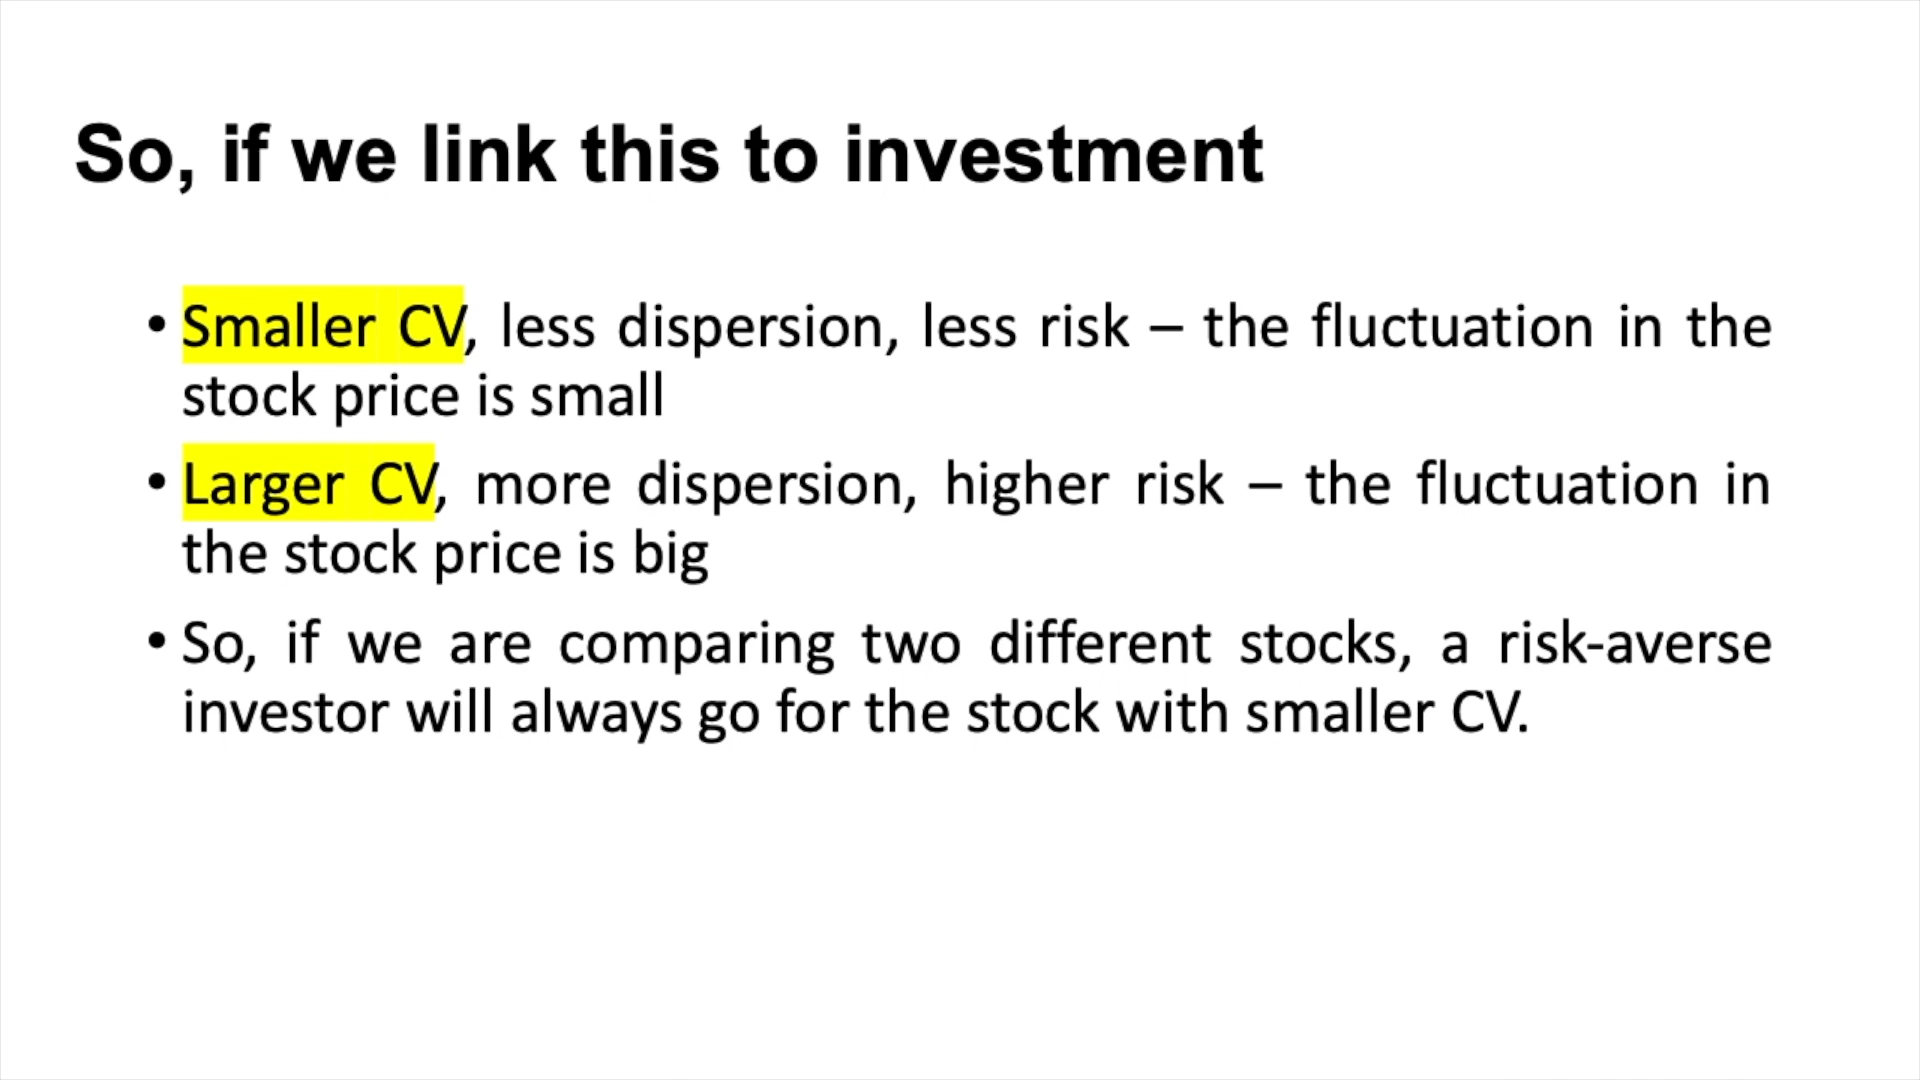 So, if we link this to investment
• Smaller CV, less dispersion, less risk – the fluctuation in the
stock price is small
• Larger CV, more dispersion, higher risk – the fluctuation in
the stock price is big
• So, if we are comparing two different stocks, a risk-averse
investor will always go for the stock with smaller CV.